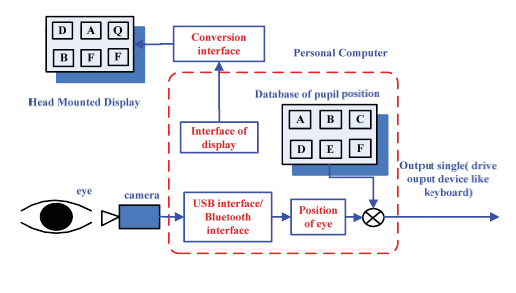 D A Q
B F F
Head Mounted Display
Conversion
interface
Personal Computer
Interface of
display
Database of pupil position
A B C
D E F
Output single( drive
ouput device like
keyboard)
eye
camera
USB interface/
Bluetooth
interface
Position
of eye